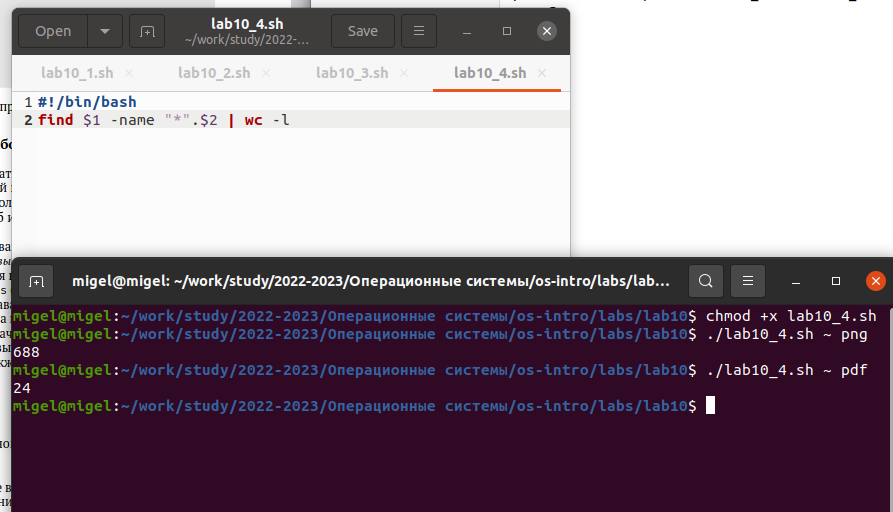 Open
lab10_4.sh
~/work/study/2022-...
Save
lab10_1.sh × lab10_2.sh × lab10_3.sh × lab10_4.sh ×
1 #!/bin/bash
2 find $1 -name "*".$2 | wc -l
migel@migel: ~/work/study/2022-2023/Операционные системы/os-intro/labs/lab...
migel@migel:~/work/study/2022-2023/Операционные системы/os-intro/labs/lab10$ chmod +x lab10_4.sh
migel@migel:~/work/study/2022-2023/Операционные системы/os-intro/labs/lab10$ ./lab10_4.sh ~ png
688
migel@migel:~/work/study/2022-2023/Операционные системы/os-intro/labs/lab10$ ./lab10_4.sh ~ pdf
24
migel@migel:~/work/study/2022-2023/Операционные системы/os-intro/labs/lab10$